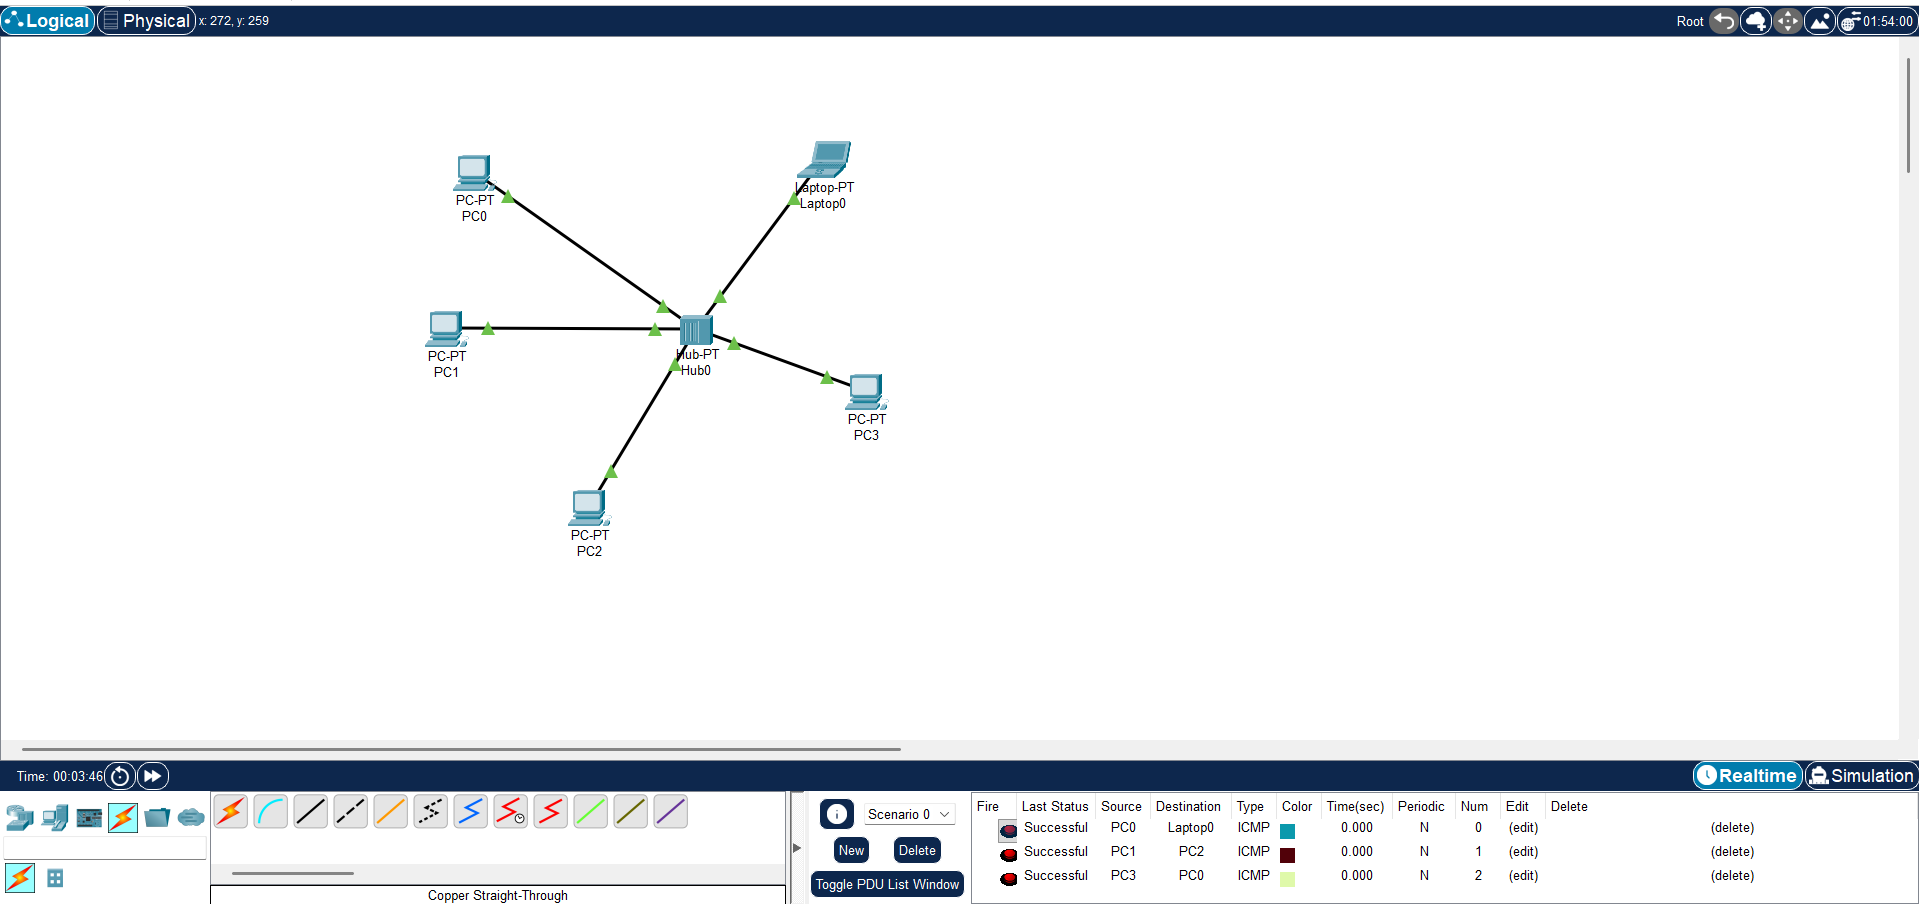 Logical Physical x: 272, y: 259 Root 01:54:00
PC-PT
PC0
Laptop-PT
Laptop0
PC-PT
PC1
Hub-PT
Hub0
PC-PT
PC3
PC-PT
PC2
Time: 00:03:46 Realtime Simulation
Scenario 0
New Delete
Toggle PDU List Window
Copper Straight-Through
Fire Last Status Source Destination Type Color Time(sec) Periodic Num Edit Delete
Successful PC0 Laptop0 ICMP 0.000 N 0 (edit) (delete)
Successful PC1 PC2 ICMP 0.000 N 1 (edit) (delete)
Successful PC3 PC0 ICMP 0.000 N 2 (edit) (delete)